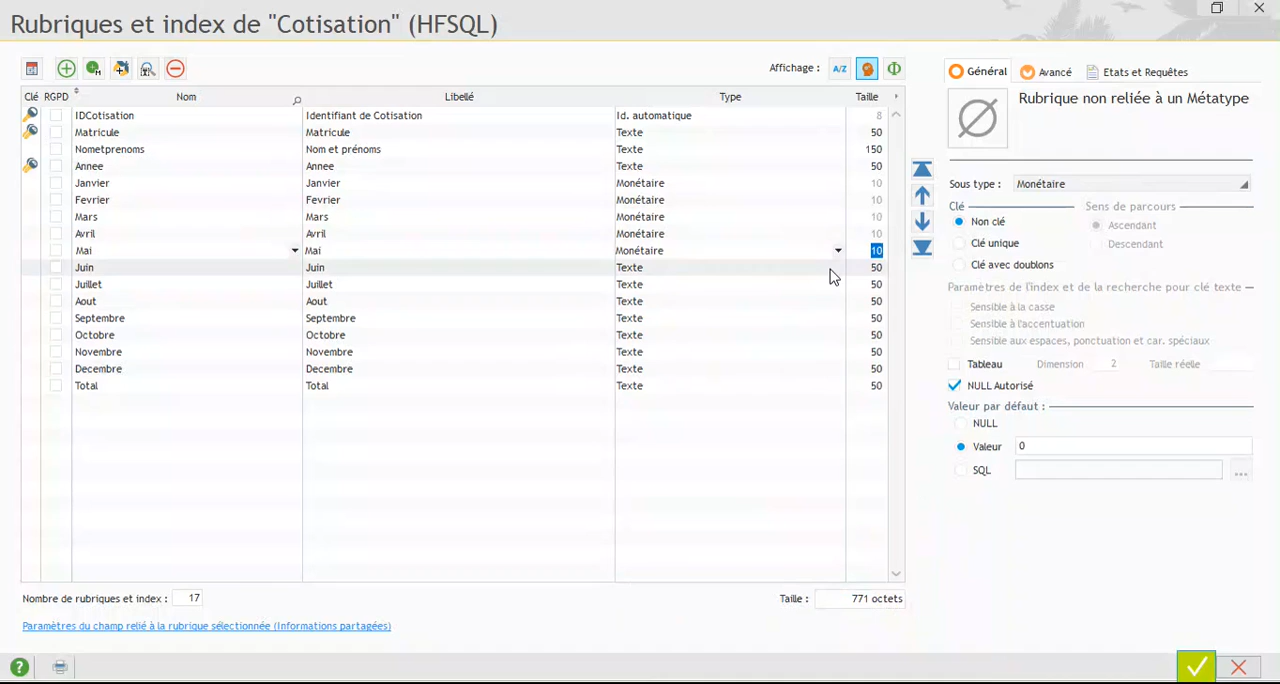 Rubriques et index de "Cotisation" (HFSQL)
Affichage : A/Z
Clé RGPD Nom Libellé Type Taille
IDCotisation Identifiant de Cotisation Id. automatique 8
Matricule Matricule Texte 50
Nometprenoms Nom et prénoms Texte 150
Annee Annee Texte 50
Janvier Janvier Monétaire 10
Fevrier Fevrier Monétaire 10
Mars Mars Monétaire 10
Avril Avril Monétaire 10
Mai Mai Monétaire 10
Juin Juin Texte 50
Juillet Juillet Texte 50
Aout Aout Texte 50
Septembre Septembre Texte 50
Octobre Octobre Texte 50
Novembre Novembre Texte 50
Decembre Decembre Texte 50
Total Total Texte 50
Nombre de rubriques et index : 17
Taille : 771 octets
Paramètres du champ relié à la rubrique sélectionnée (Informations partagées)
Général Avancé Etats et Requêtes
Rubrique non reliée à un Métatype
Sous type : Monétaire
Clé Sens de parcours
Non clé Ascendant
Clé unique Descendant
Clé avec doublons
Paramètres de l'index et de la recherche pour clé texte
Sensible à la casse
Sensible à l'accentuation
Sensible aux espaces, ponctuation et car. spéciaux
Tableau Dimension 2 Taille réelle
NULL Autorisé
Valeur par défaut :
NULL
Valeur 0
SQL ...